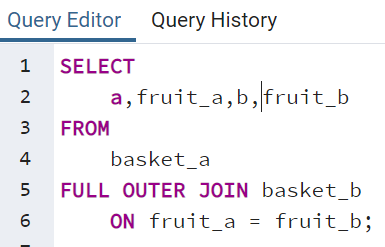 Query Editor Query History
1 SELECT
2 a,fruit_a,b,fruit_b
3 FROM
4 basket_a
5 FULL OUTER JOIN basket_b
6 ON fruit_a = fruit_b;